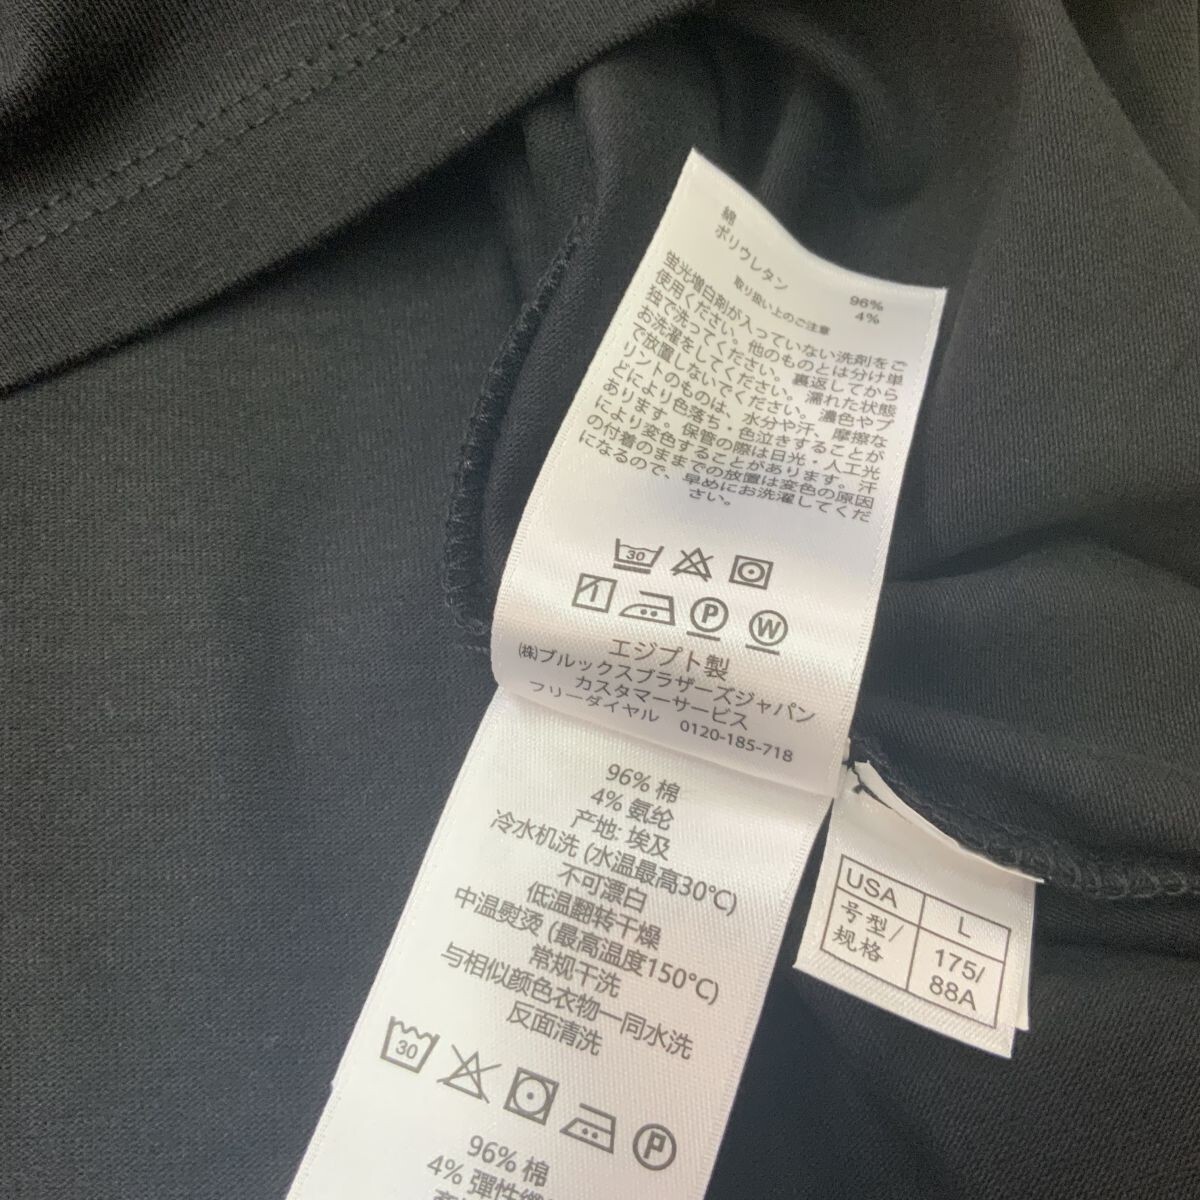 綿 96%
ポリウレタン 4%
取り扱い上のご注意
蛍光増白剤が入っていない洗剤をご
使用ください。他のものとは分け単
独で洗ってください。裏返してから
お洗濯をしてください。濡れた状態
で放置しないでください。濃色やプ
リントのものは、水分や汗、摩擦な
どにより色落ち・色泣きすることが
あります。保管の際は日光・人工光
により変色することがあります。汗
の付着のままでの放置は変色の原因
になるので、早めにお洗濯してくだ
さい。
30
P W
エジプト製
㈱ブルックスブラザーズジャパン
カスタマーサービス
フリーダイヤル 0120-185-718
96% 棉
4% 氨纶
产地: 埃及
冷水机洗 (水温最高30℃)
不可漂白
低温翻转干燥
中温熨烫 (最高温度150℃)
常规干洗
与相似颜色衣物一同水洗
反面清洗
30 P
96% 棉
4% 彈性纖
USA L
号型/ 175/
规格 88A